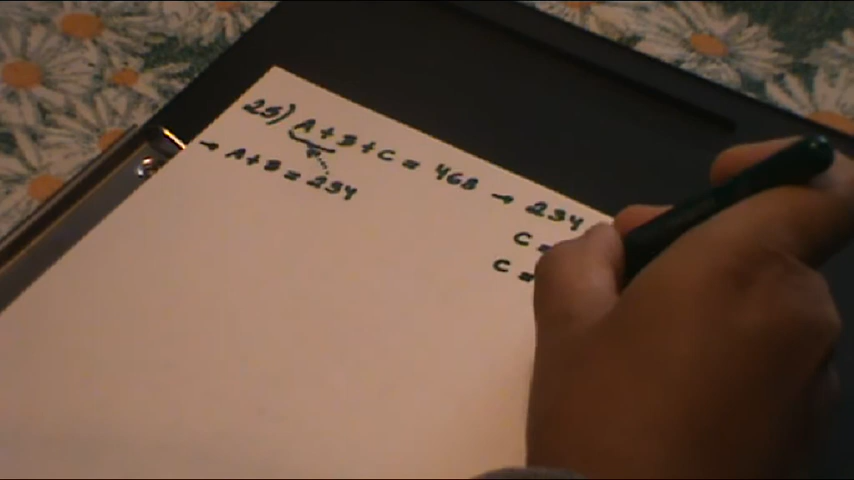 25) A + B + C = 468 → 234
→ A + B = 234
C =
C =